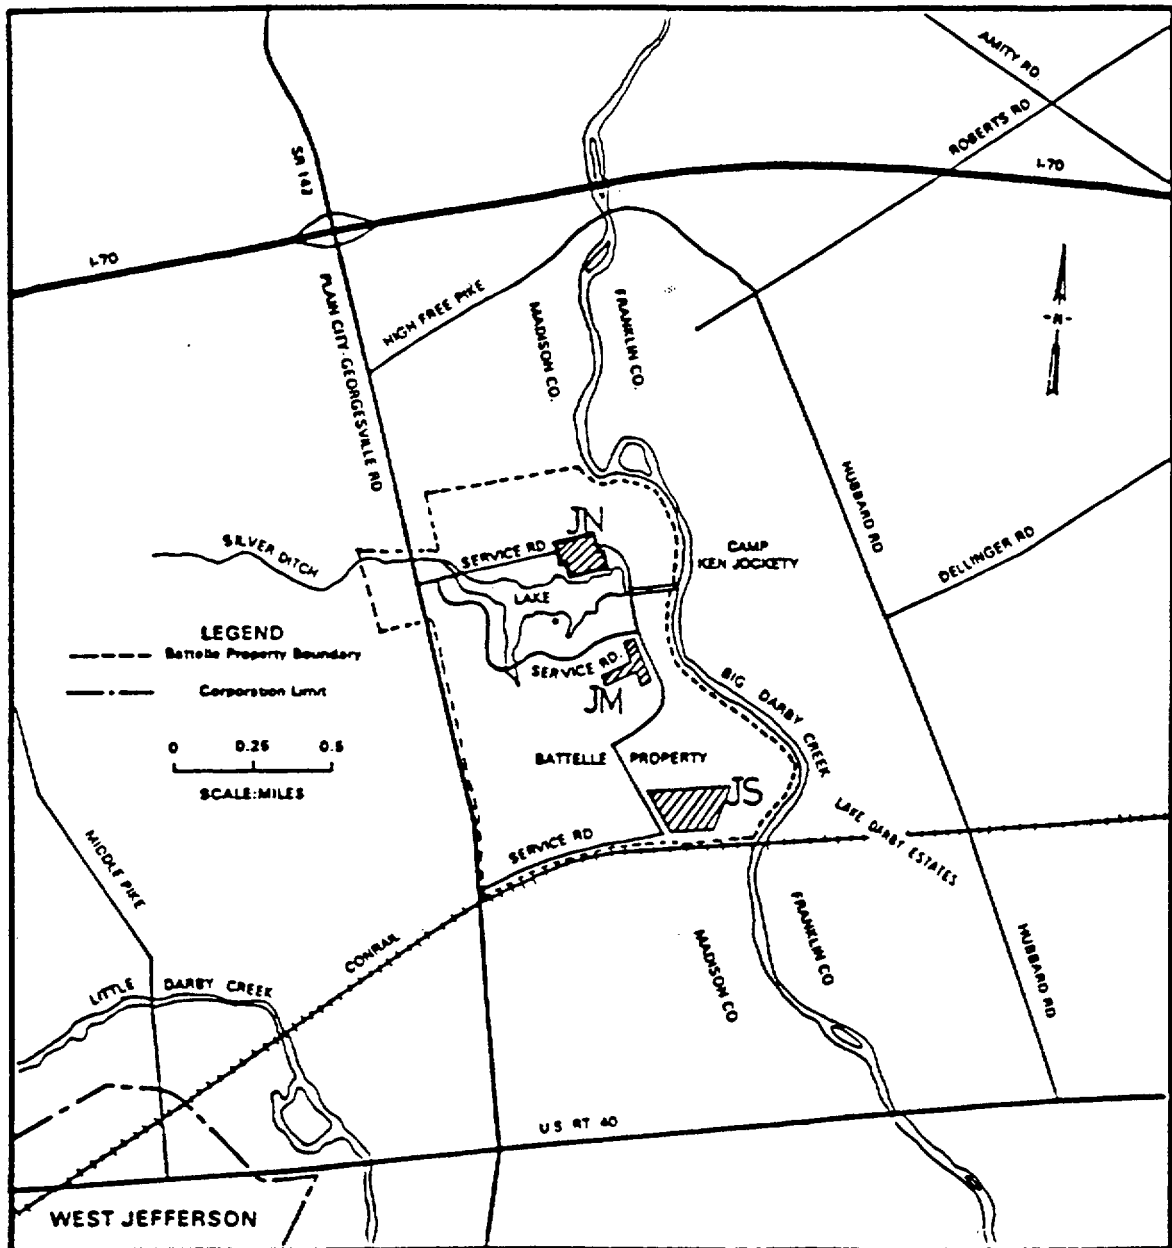 AMITY RD.
ROBERTS RD
I-70
SR 142
I-70
PLAIN CITY-GEORGESVILLE RD
HIGH FREE PIKE
MADISON CO.
FRANKLIN CO.
-N-
HUBBARD RD
DELLINGER RD
SILVER DITCH
SERVICE RD
JN
CAMP
KEN JOCKETY
LAKE
LEGEND
Battelle Property Boundary
Corporation Limit
0 0.25 0.5
SCALE:MILES
SERVICE RD.
JM
BIG DARBY CREEK
BATTELLE PROPERTY
JS
LAKE DARBY ESTATES
SERVICE RD
MIDDLE PIKE
CONRAIL
MADISON CO
FRANKLIN CO
HUBBARD RD
LITTLE DARBY CREEK
U S RT 40
WEST JEFFERSON